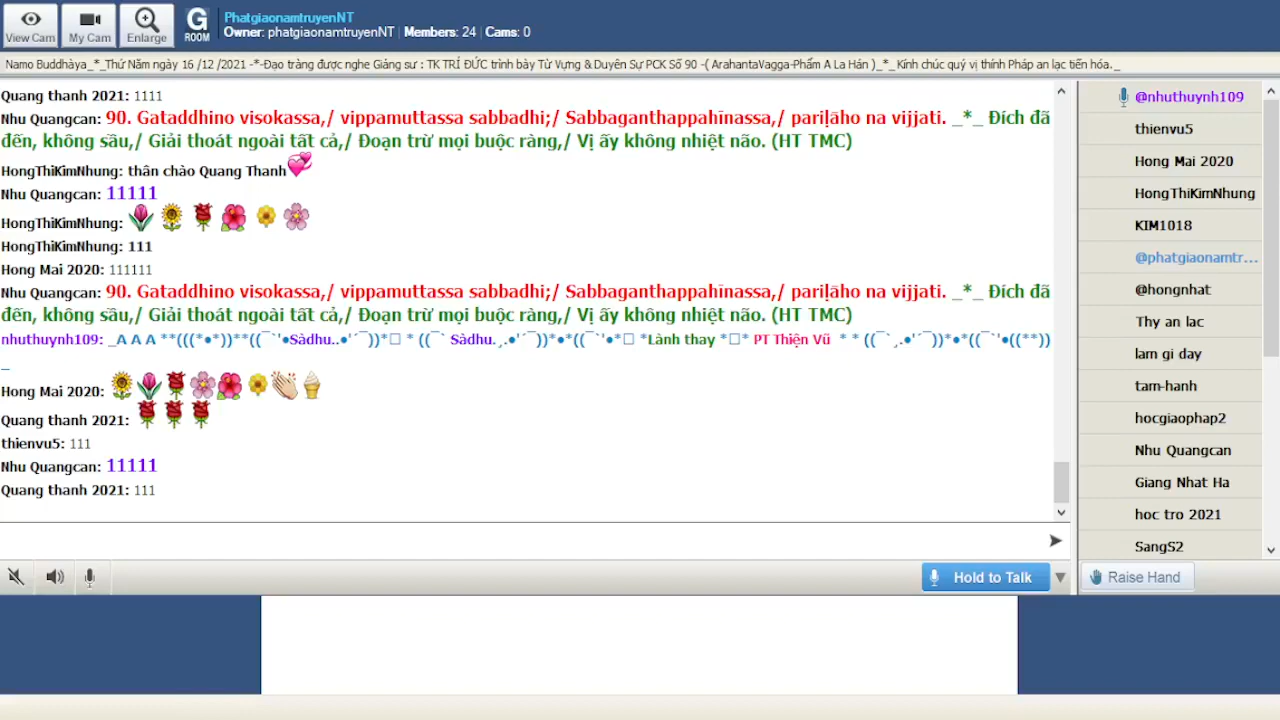 View Cam
My Cam
Enlarge
G
ROOM
PhatgiaonamtruyenNT
Owner: phatgiaonamtruyenNT | Members: 24 | Cams: 0
Namo Buddhàya_*_Thứ Năm ngày 16 /12 /2021 -*-Đạo tràng được nghe Giảng sư : TK TRÍ ĐỨC trình bày Từ Vựng & Duyên Sự PCK Số 90 -( ArahantaVagga-Phẩm A La Hán )_*_ Kính chúc quý vị thính Pháp an lạc tiến hóa._
Quang thanh 2021: 1111
Nhu Quangcan: 90. Gataddhino visokassa,/ vippamuttassa sabbadhi;/ Sabbaganthappahīnassa,/ pariḷāho na vijjati. _*_ Đích đã
đến, không sầu,/ Giải thoát ngoài tất cả,/ Đoạn trừ mọi buộc ràng,/ Vị ấy không nhiệt não. (HT TMC)
HongThiKimNhung: thân chào Quang Thanh💞
Nhu Quangcan: 11111
HongThiKimNhung: 🌷🌻🌹🌺🌼🌸
HongThiKimNhung: 111
Hong Mai 2020: 111111
Nhu Quangcan: 90. Gataddhino visokassa,/ vippamuttassa sabbadhi;/ Sabbaganthappahīnassa,/ pariḷāho na vijjati. _*_ Đích đã
đến, không sầu,/ Giải thoát ngoài tất cả,/ Đoạn trừ mọi buộc ràng,/ Vị ấy không nhiệt não. (HT TMC)
nhuthuynh109: _A A A **(((*•*))**((¯`'•Sàdhu..•'´¯))*□ * ((¯` Sàdhu.¸.•'´¯))*•*((¯`'•*□ *Lành thay *□* PT Thiện Vũ * * ((¯`¸.•'´¯))*•*((¯`'•((**))
_
Hong Mai 2020: 🌻🌷🌹🌸🌺🌼👏🍦
Quang thanh 2021: 🌹🌹🌹
thienvu5: 111
Nhu Quangcan: 11111
Quang thanh 2021: 111
Hold to Talk
@nhuthuynh109
thienvu5
Hong Mai 2020
HongThiKimNhung
KIM1018
@phatgiaonamtr...
@hongnhat
Thy an lac
lam gi day
tam-hanh
hocgiaophap2
Nhu Quangcan
Giang Nhat Ha
hoc tro 2021
SangS2
Raise Hand